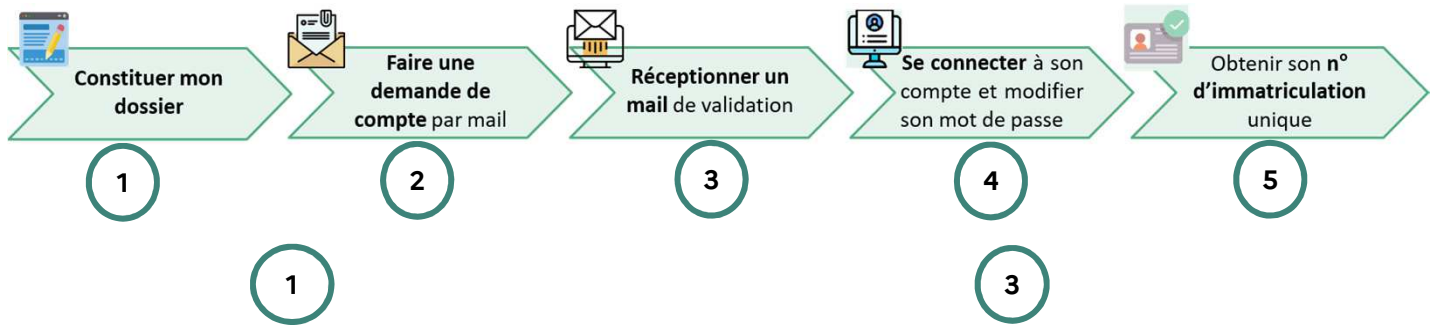 Constituer mon
dossier
Faire une
demande de
compte par mail
Réceptionner un
mail de validation
Se connecter à son
compte et modifier
son mot de passe
Obtenir son n°
d’immatriculation
unique
1
2
3
4
5
1
3